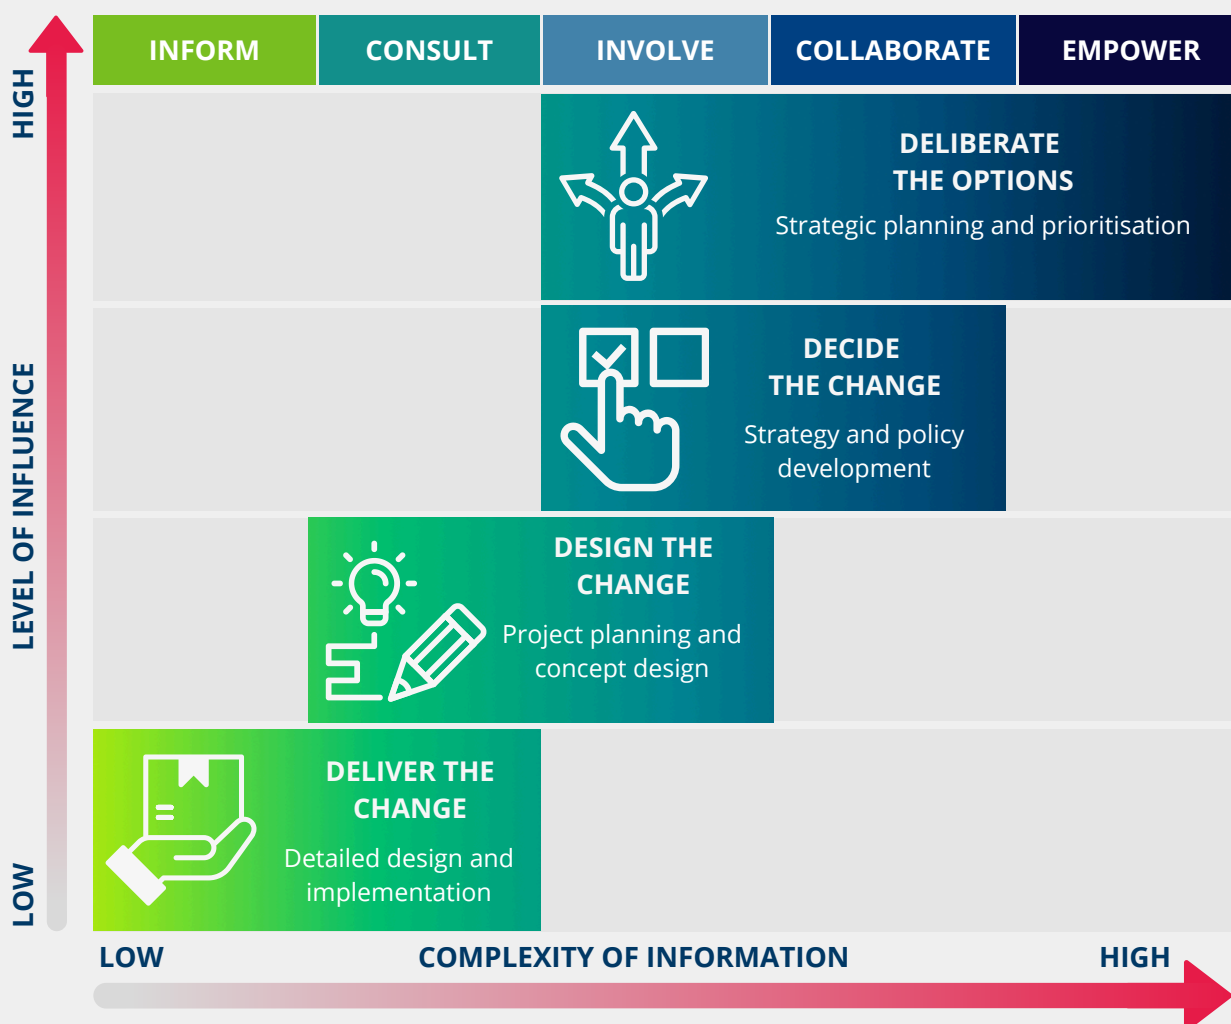 INFORM
CONSULT
INVOLVE
COLLABORATE
EMPOWER
HIGH
LEVEL OF INFLUENCE
LOW
DELIBERATE
THE OPTIONS
Strategic planning and prioritisation
DECIDE
THE CHANGE
Strategy and policy
development
DESIGN THE
CHANGE
Project planning and
concept design
DELIVER THE
CHANGE
Detailed design and
implementation
LOW
COMPLEXITY OF INFORMATION
HIGH